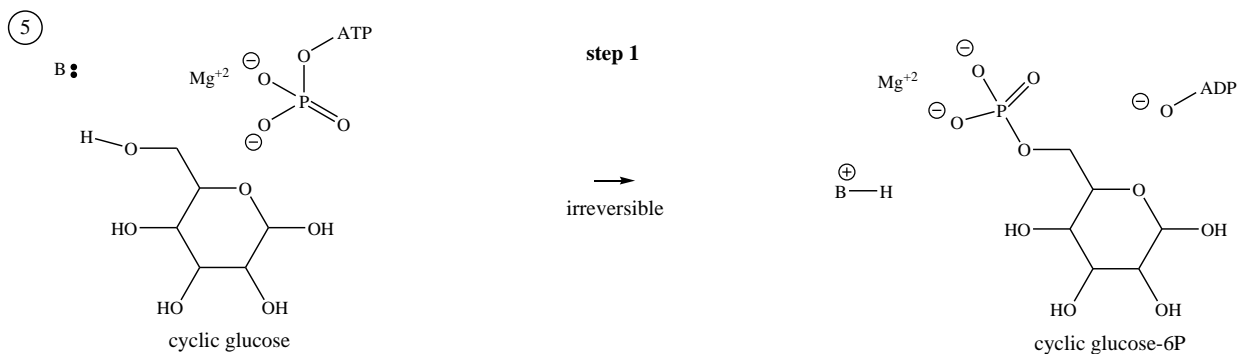 5
ATP
O
B:
Mg+2
O
step 1
P
O
O
H
O
O
HO
OH
HO
OH
cyclic glucose
irreversible
Mg+2
O
O
P
O
O
ADP
O
B
H
+
O
HO
OH
HO
OH
cyclic glucose-6P